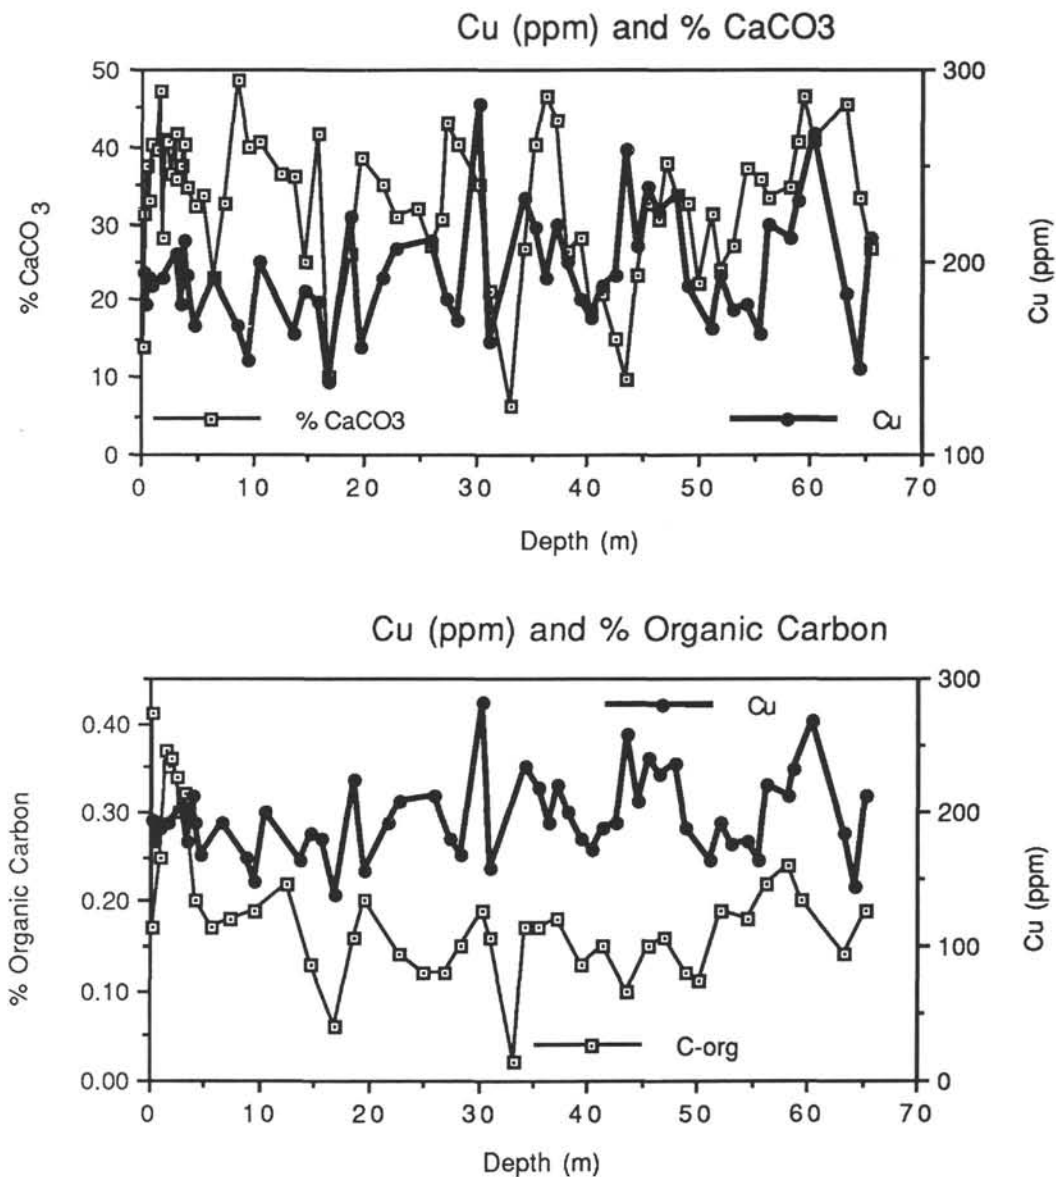 Cu (ppm) and % CaCO3
50
40
30
20
10
0
% CaCO3
300
200
100
Cu (ppm)
% CaCO3
Cu
0 10 20 30 40 50 60 70
Depth (m)
Cu (ppm) and % Organic Carbon
0.40
0.30
0.20
0.10
0.00
% Organic Carbon
300
200
100
0
Cu (ppm)
Cu
C-org
0 10 20 30 40 50 60 70
Depth (m)